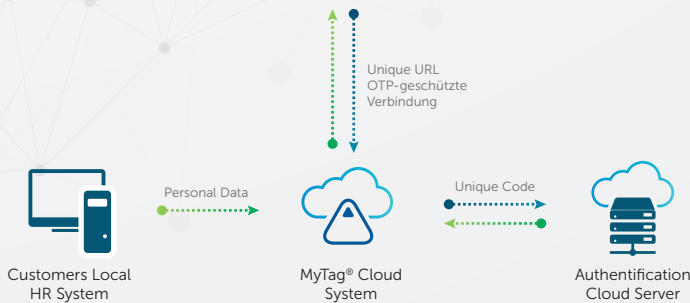 Unique URL
OTP-geschützte
Verbindung
Personal Data
Unique Code
Customers Local
HR System
MyTag® Cloud
System
Authentification
Cloud Server